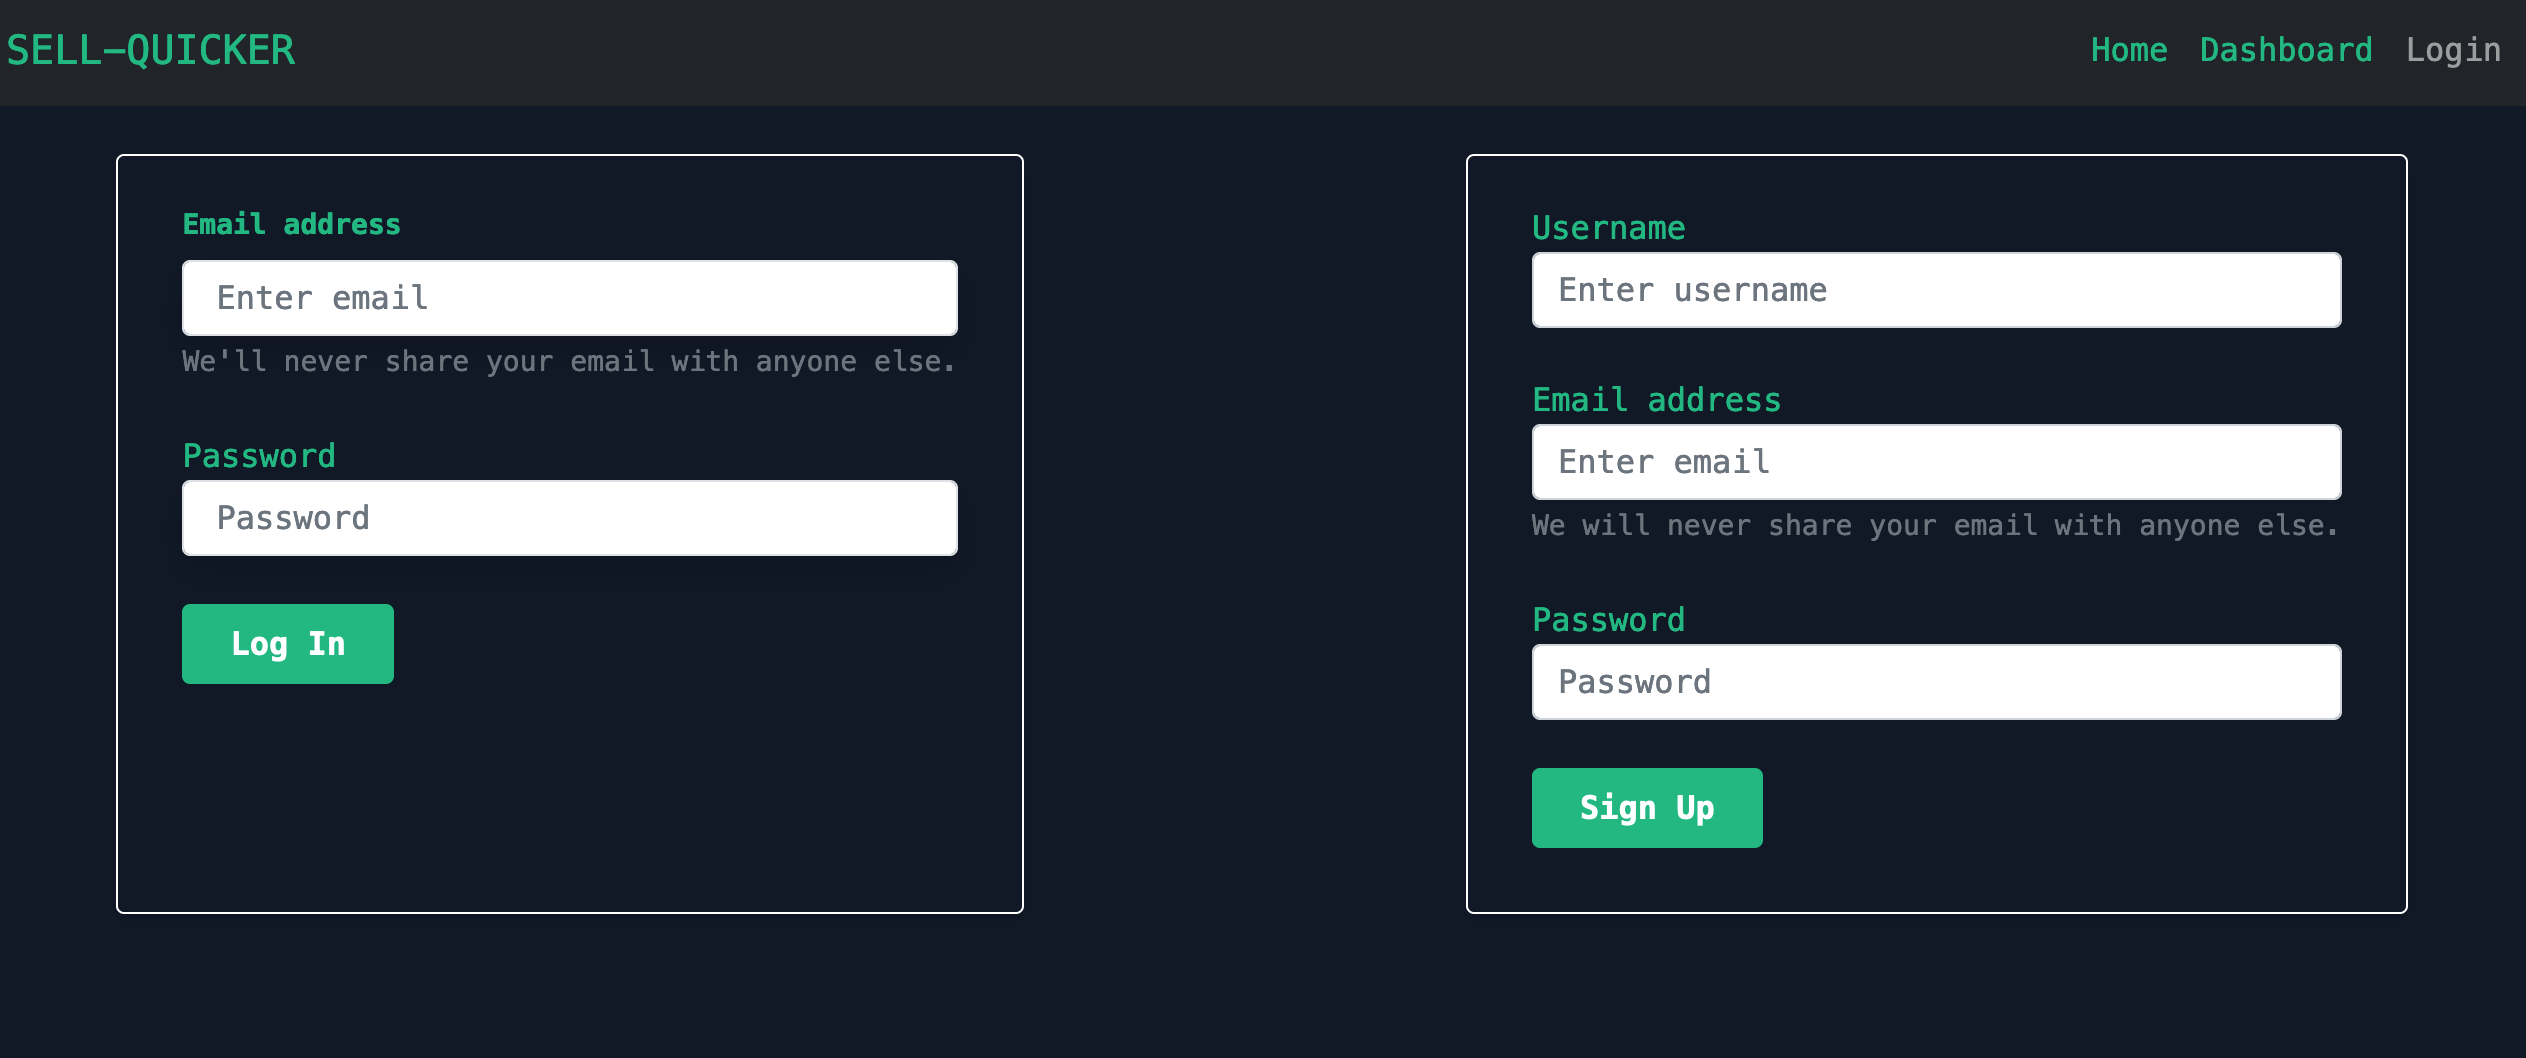 SELL-QUICKER
Home Dashboard Login
Email address
Enter email
We'll never share your email with anyone else.
Password
Password
Log In
Username
Enter username
Email address
Enter email
We will never share your email with anyone else.
Password
Password
Sign Up